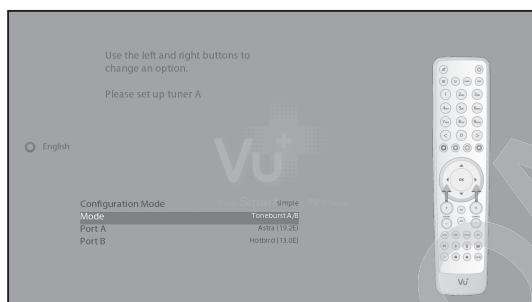 Use the left and right buttons to
change an option.
Please set up tuner A
English
Vu+
Configuration Mode simple
Mode Toneburst A/B
Port A Astra (19.2E)
Port B Hotbird (13.0E)
Vu+